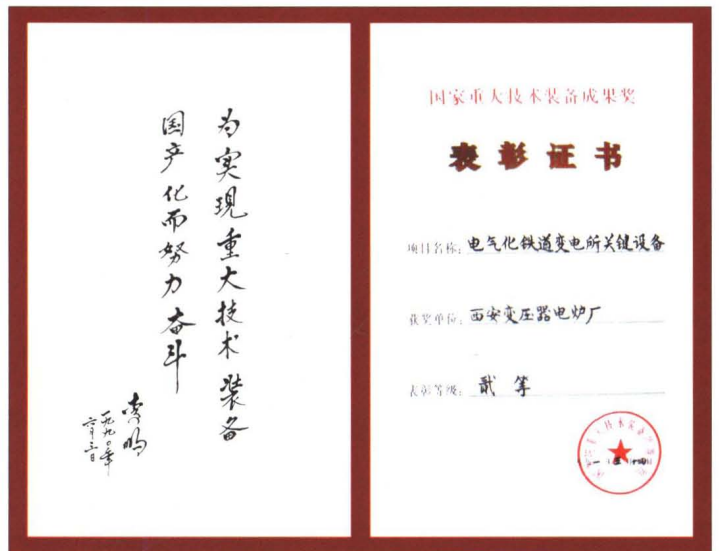 为实现重大技术装备
国产化而努力奋斗
李鹏
一九九〇年
六月三日
国家重大技术装备成果奖
表彰证书
项目名称：电气化铁道变电所关键设备
获奖单位：西安变压器电炉厂
表彰等级：贰等